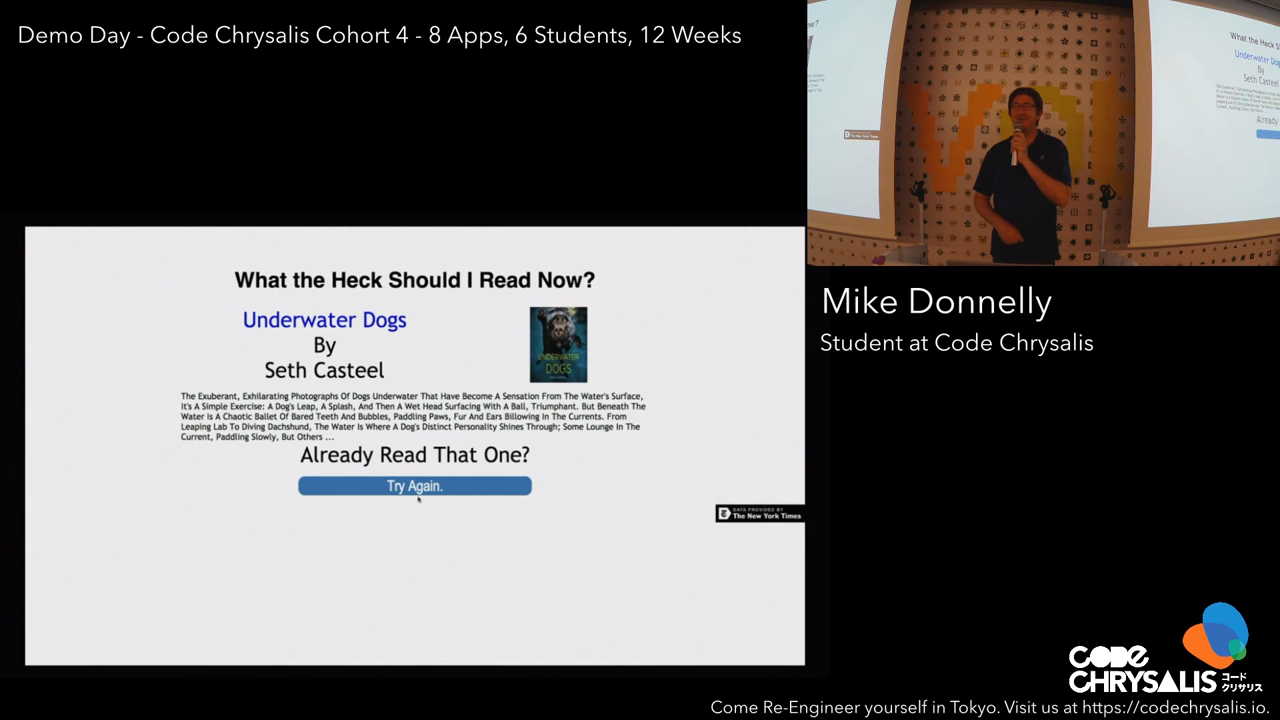 Demo Day - Code Chrysalis Cohort 4 - 8 Apps, 6 Students, 12 Weeks
What the Heck Should I Read Now?
Underwater Dogs
By
Seth Casteel
UNDERWATER
DOGS
The Exuberant, Exhilarating Photographs Of Dogs Underwater That Have Become A Sensation From The Water's Surface,
It's A Simple Exercise: A Dog's Leap, A Splash, And Then A Wet Head Surfacing With A Ball, Triumphant. But Beneath The
Water Is A Chaotic Ballet Of Bared Teeth And Bubbles, Paddling Paws, Fur And Ears Billowing In The Currents. From
Leaping Lab To Diving Dachshund, The Water Is Where A Dog's Distinct Personality Shines Through; Some Lounge In The
Current, Paddling Slowly, But Others ...
Already Read That One?
Try Again.
DATA PROVIDED BY
The New York Times
What the Heck S
Underwater Dog
By
Seth Casteel
Already
Mike Donnelly
Student at Code Chrysalis
CODE
CHRYSALIS
コード
クリサリス
Come Re-Engineer yourself in Tokyo. Visit us at https://codechrysalis.io.